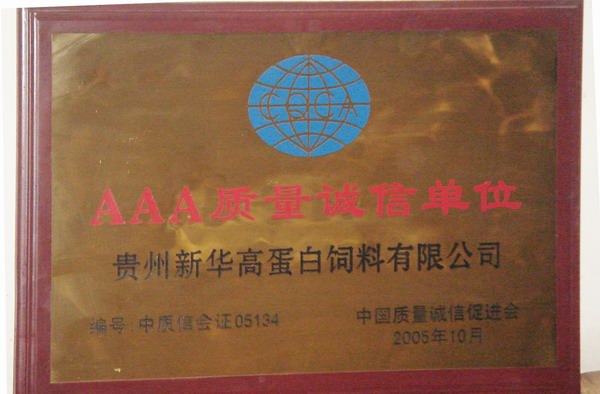 CQCA
AAA质量诚信单位
贵州新华高蛋白饲料有限公司
编号:中质信会证05134
中国质量诚信促进会
2005年10月